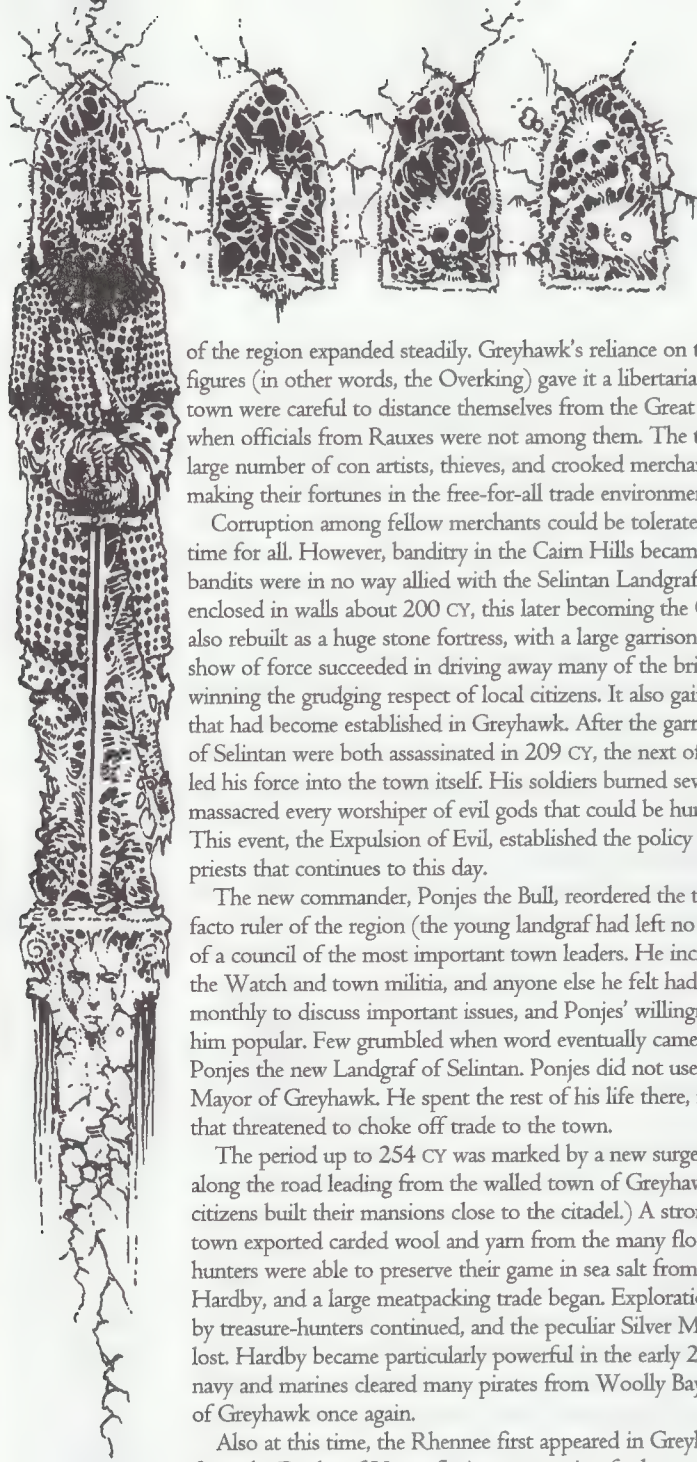 of the region expanded steadily. Greyhawk's reliance on
figures (in other words, the Overking) gave it a libertaria
town were careful to distance themselves from the Great
when officials from Rauxes were not among them. The
large number of con artists, thieves, and crooked mercha
making their fortunes in the free-for-all trade environme
Corruption among fellow merchants could be tolerate
time for all. However, banditry in the Cairn Hills becam
bandits were in no way allied with the Selintan Landgraf
enclosed in walls about 200 CY, this later becoming the
also rebuilt as a huge stone fortress, with a large garrison
show of force succeeded in driving away many of the bri
winning the grudging respect of local citizens. It also gai
that had become established in Greyhawk. After the garr
of Selintan were both assassinated in 209 CY, the next of
led his force into the town itself. His soldiers burned sev
massacred every worshiper of evil gods that could be hu
This event, the Expulsion of Evil, established the policy
priests that continues to this day.
The new commander, Ponjes the Bull, reordered the t
facto ruler of the region (the young landgraf had left no
of a council of the most important town leaders. He inc
the Watch and town militia, and anyone else he felt had
monthly to discuss important issues, and Ponjes' willing
him popular. Few grumbled when word eventually came
Ponjes the new Landgraf of Selintan. Ponjes did not use
Mayor of Greyhawk. He spent the rest of his life there,
that threatened to choke off trade to the town.
The period up to 254 CY was marked by a new surge
along the road leading from the walled town of Greyhaw
citizens built their mansions close to the citadel.) A stron
town exported carded wool and yarn from the many flo
hunters were able to preserve their game in sea salt from
Hardby, and a large meatpacking trade began. Exploratio
by treasure-hunters continued, and the peculiar Silver M
lost. Hardby became particularly powerful in the early 2
navy and marines cleared many pirates from Woolly Bay
of Greyhawk once again.
Also at this time, the Rhennee first appeared in Greyh